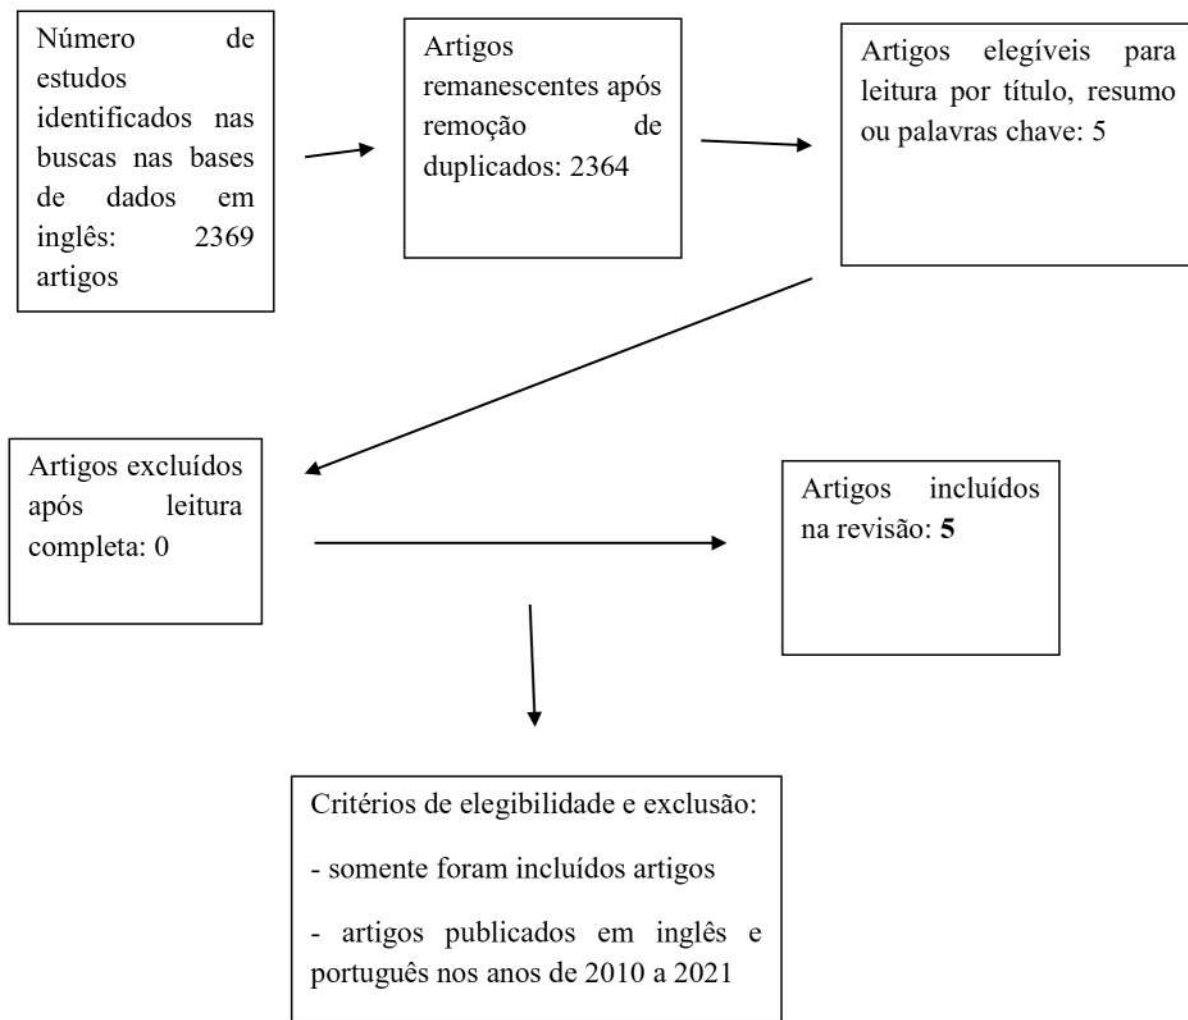 Número de
estudos
identificados nas
buscas nas bases
de dados em
inglês: 2369
artigos
Artigos
remanescentes após
remoção de
duplicados: 2364
Artigos elegíveis para
leitura por título, resumo
ou palavras chave: 5
Artigos excluídos
após leitura
completa: 0
Artigos incluídos
na revisão: 5
Critérios de elegibilidade e exclusão:
- somente foram incluídos artigos
- artigos publicados em inglês e
português nos anos de 2010 a 2021